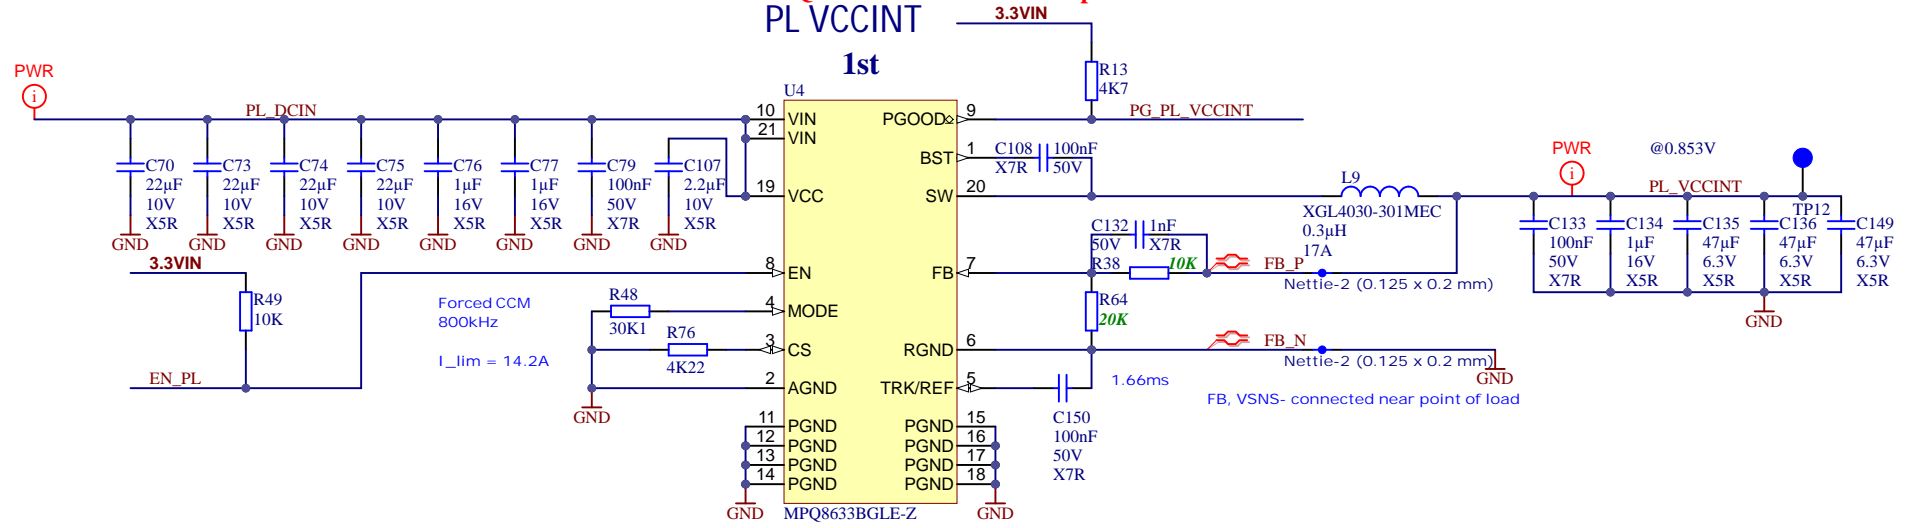 PL VCCINT
1st
3.3VIN
R13
4K7
PWR
i
PL_DCIN
U4
10 VIN
21 VIN
19 VCC
8 EN
4 MODE
3 CS
2 AGND
11 PGND
12 PGND
13 PGND
14 PGND
PGOOD 9
BST 1
SW 20
FB 7
RGND 6
TRK/REF 5
PGND 15
PGND 16
PGND 17
PGND 18
MPQ8633BGLE-Z
GND
GND
PG_PL_VCCINT
C70
22µF
10V
X5R
GND
C73
22µF
10V
X5R
GND
C74
22µF
10V
X5R
GND
C75
22µF
10V
X5R
GND
C76
1µF
16V
X5R
GND
C77
1µF
16V
X5R
GND
C79
100nF
50V
X7R
GND
C107
2.2µF
10V
X5R
GND
3.3VIN
R49
10K
EN_PL
Forced CCM
800kHz
I_lim = 14.2A
R48
30K1
R76
4K22
GND
C108
X7R
100nF
50V
L9
XGL4030-301MEC
0.3µH
17A
C132
50V
1nF
X7R
R38
10K
FB_P
Nettie-2 (0.125 x 0.2 mm)
R64
20K
FB_N
Nettie-2 (0.125 x 0.2 mm)
GND
1.66ms
FB, VSNS- connected near point of load
C150
100nF
50V
X7R
PWR
i
@0.853V
PL_VCCINT
TP12
C133
100nF
50V
X7R
C134
1µF
16V
X5R
C135
47µF
6.3V
X5R
C136
47µF
6.3V
X5R
C149
47µF
6.3V
X5R
GND